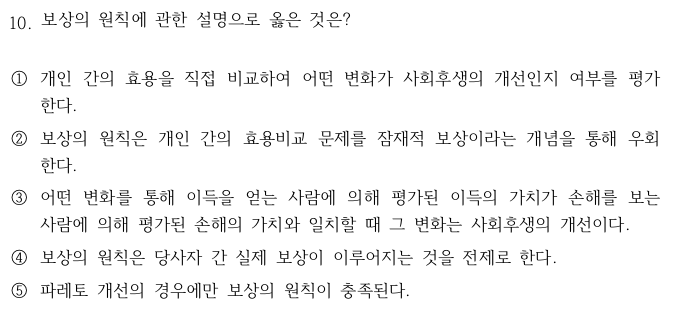 10. 보상의 원칙에 관한 설명으로 옳은 것은?
① 개인 간의 효용을 직접 비교하여 어떤 변화가 사회후생의 개선인지 여부를 평가
한다.
② 보상의 원칙은 개인 간의 효용비교 문제를 잠재적 보상이라는 개념을 통해 우회
한다.
③ 어떤 변화를 통해 이득을 얻는 사람에 의해 평가된 이득의 가치가 손해를 보는
사람에 의해 평가된 손해의 가치와 일치할 때 그 변화는 사회후생의 개선이다.
④ 보상의 원칙은 당사자 간 실제 보상이 이루어지는 것을 전제로 한다.
⑤ 파레토 개선의 경우에만 보상의 원칙이 충족된다.